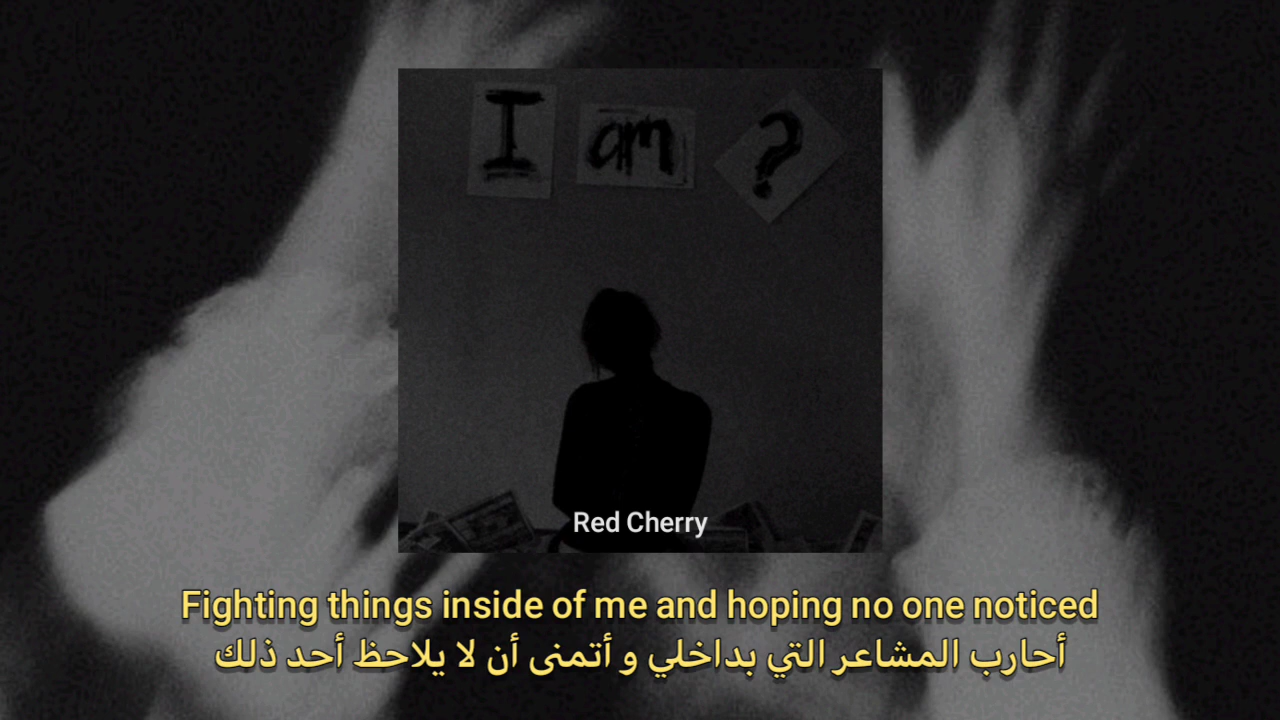 I am ?
Red Cherry
Fighting things inside of me and hoping no one noticed
أحارب المشاعر التي بداخلي و أتمنى أن لا يلاحظ أحد ذلك